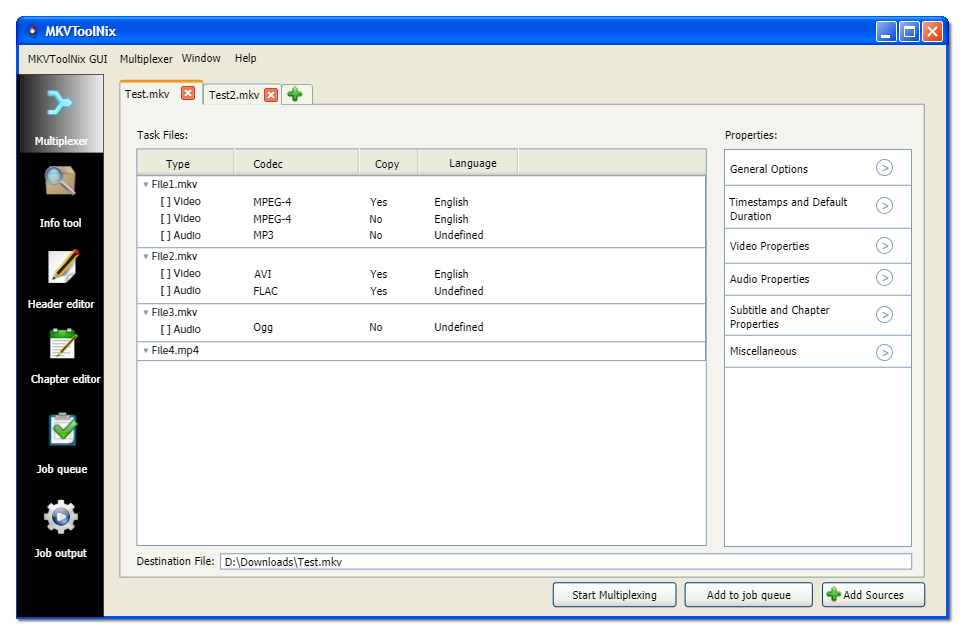 MKVToolNix
MKVToolNix GUI Multiplexer Window Help
Multiplexer
Info tool
Header editor
Chapter editor
Job queue
Job output
Test.mkv Test2.mkv
Task Files:
Type Codec Copy Language
File1.mkv
[ ] Video MPEG-4 Yes English
[ ] Video MPEG-4 No English
[ ] Audio MP3 No Undefined
File2.mkv
[ ] Video AVI Yes English
[ ] Audio FLAC Yes Undefined
File3.mkv
[ ] Audio Ogg No Undefined
File4.mp4
Properties:
General Options
Timestamps and Default
Duration
Video Properties
Audio Properties
Subtitle and Chapter
Properties
Miscellaneous
Destination File: D:\Downloads\Test.mkv
Start Multiplexing Add to job queue Add Sources